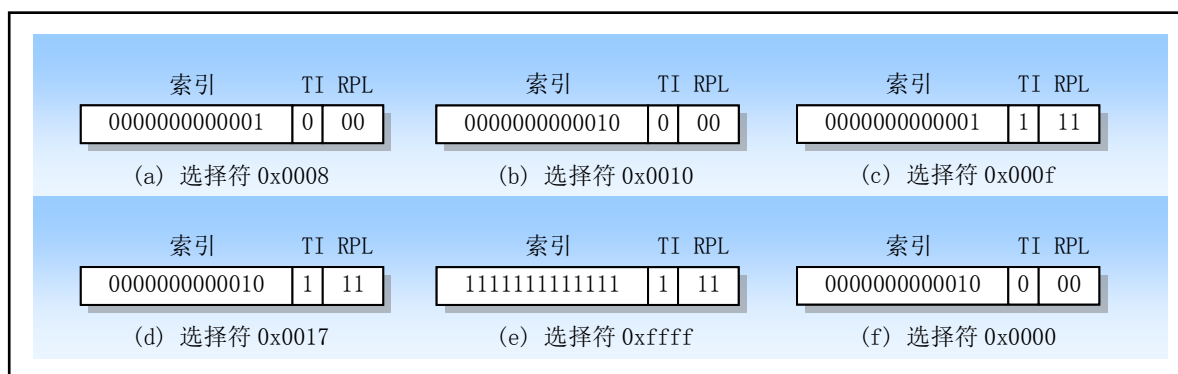 索引 TI RPL 索引 TI RPL 索引 TI RPL
0000000000001 0 00 0000000000010 0 00 0000000000001 1 11
(a) 选择符 0x0008 (b) 选择符 0x0010 (c) 选择符 0x000f
索引 TI RPL 索引 TI RPL 索引 TI RPL
0000000000010 1 11 1111111111111 1 11 0000000000010 0 00
(d) 选择符 0x0017 (e) 选择符 0xffff (f) 选择符 0x0000